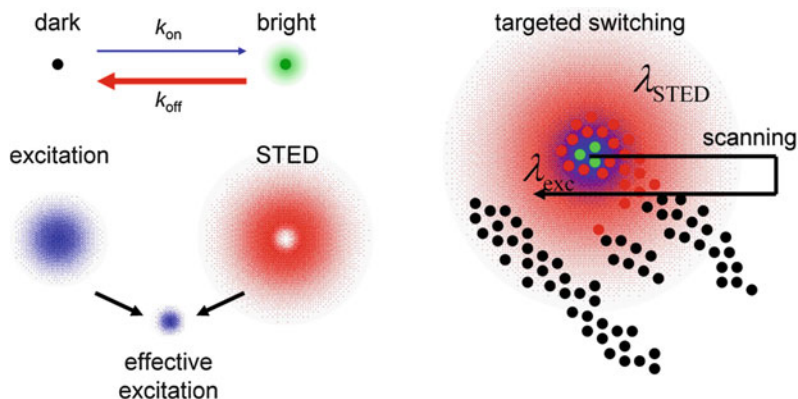 dark
k_on
bright
k_off
excitation
STED
effective
excitation
targeted switching
λ_STED
scanning
λ_exc